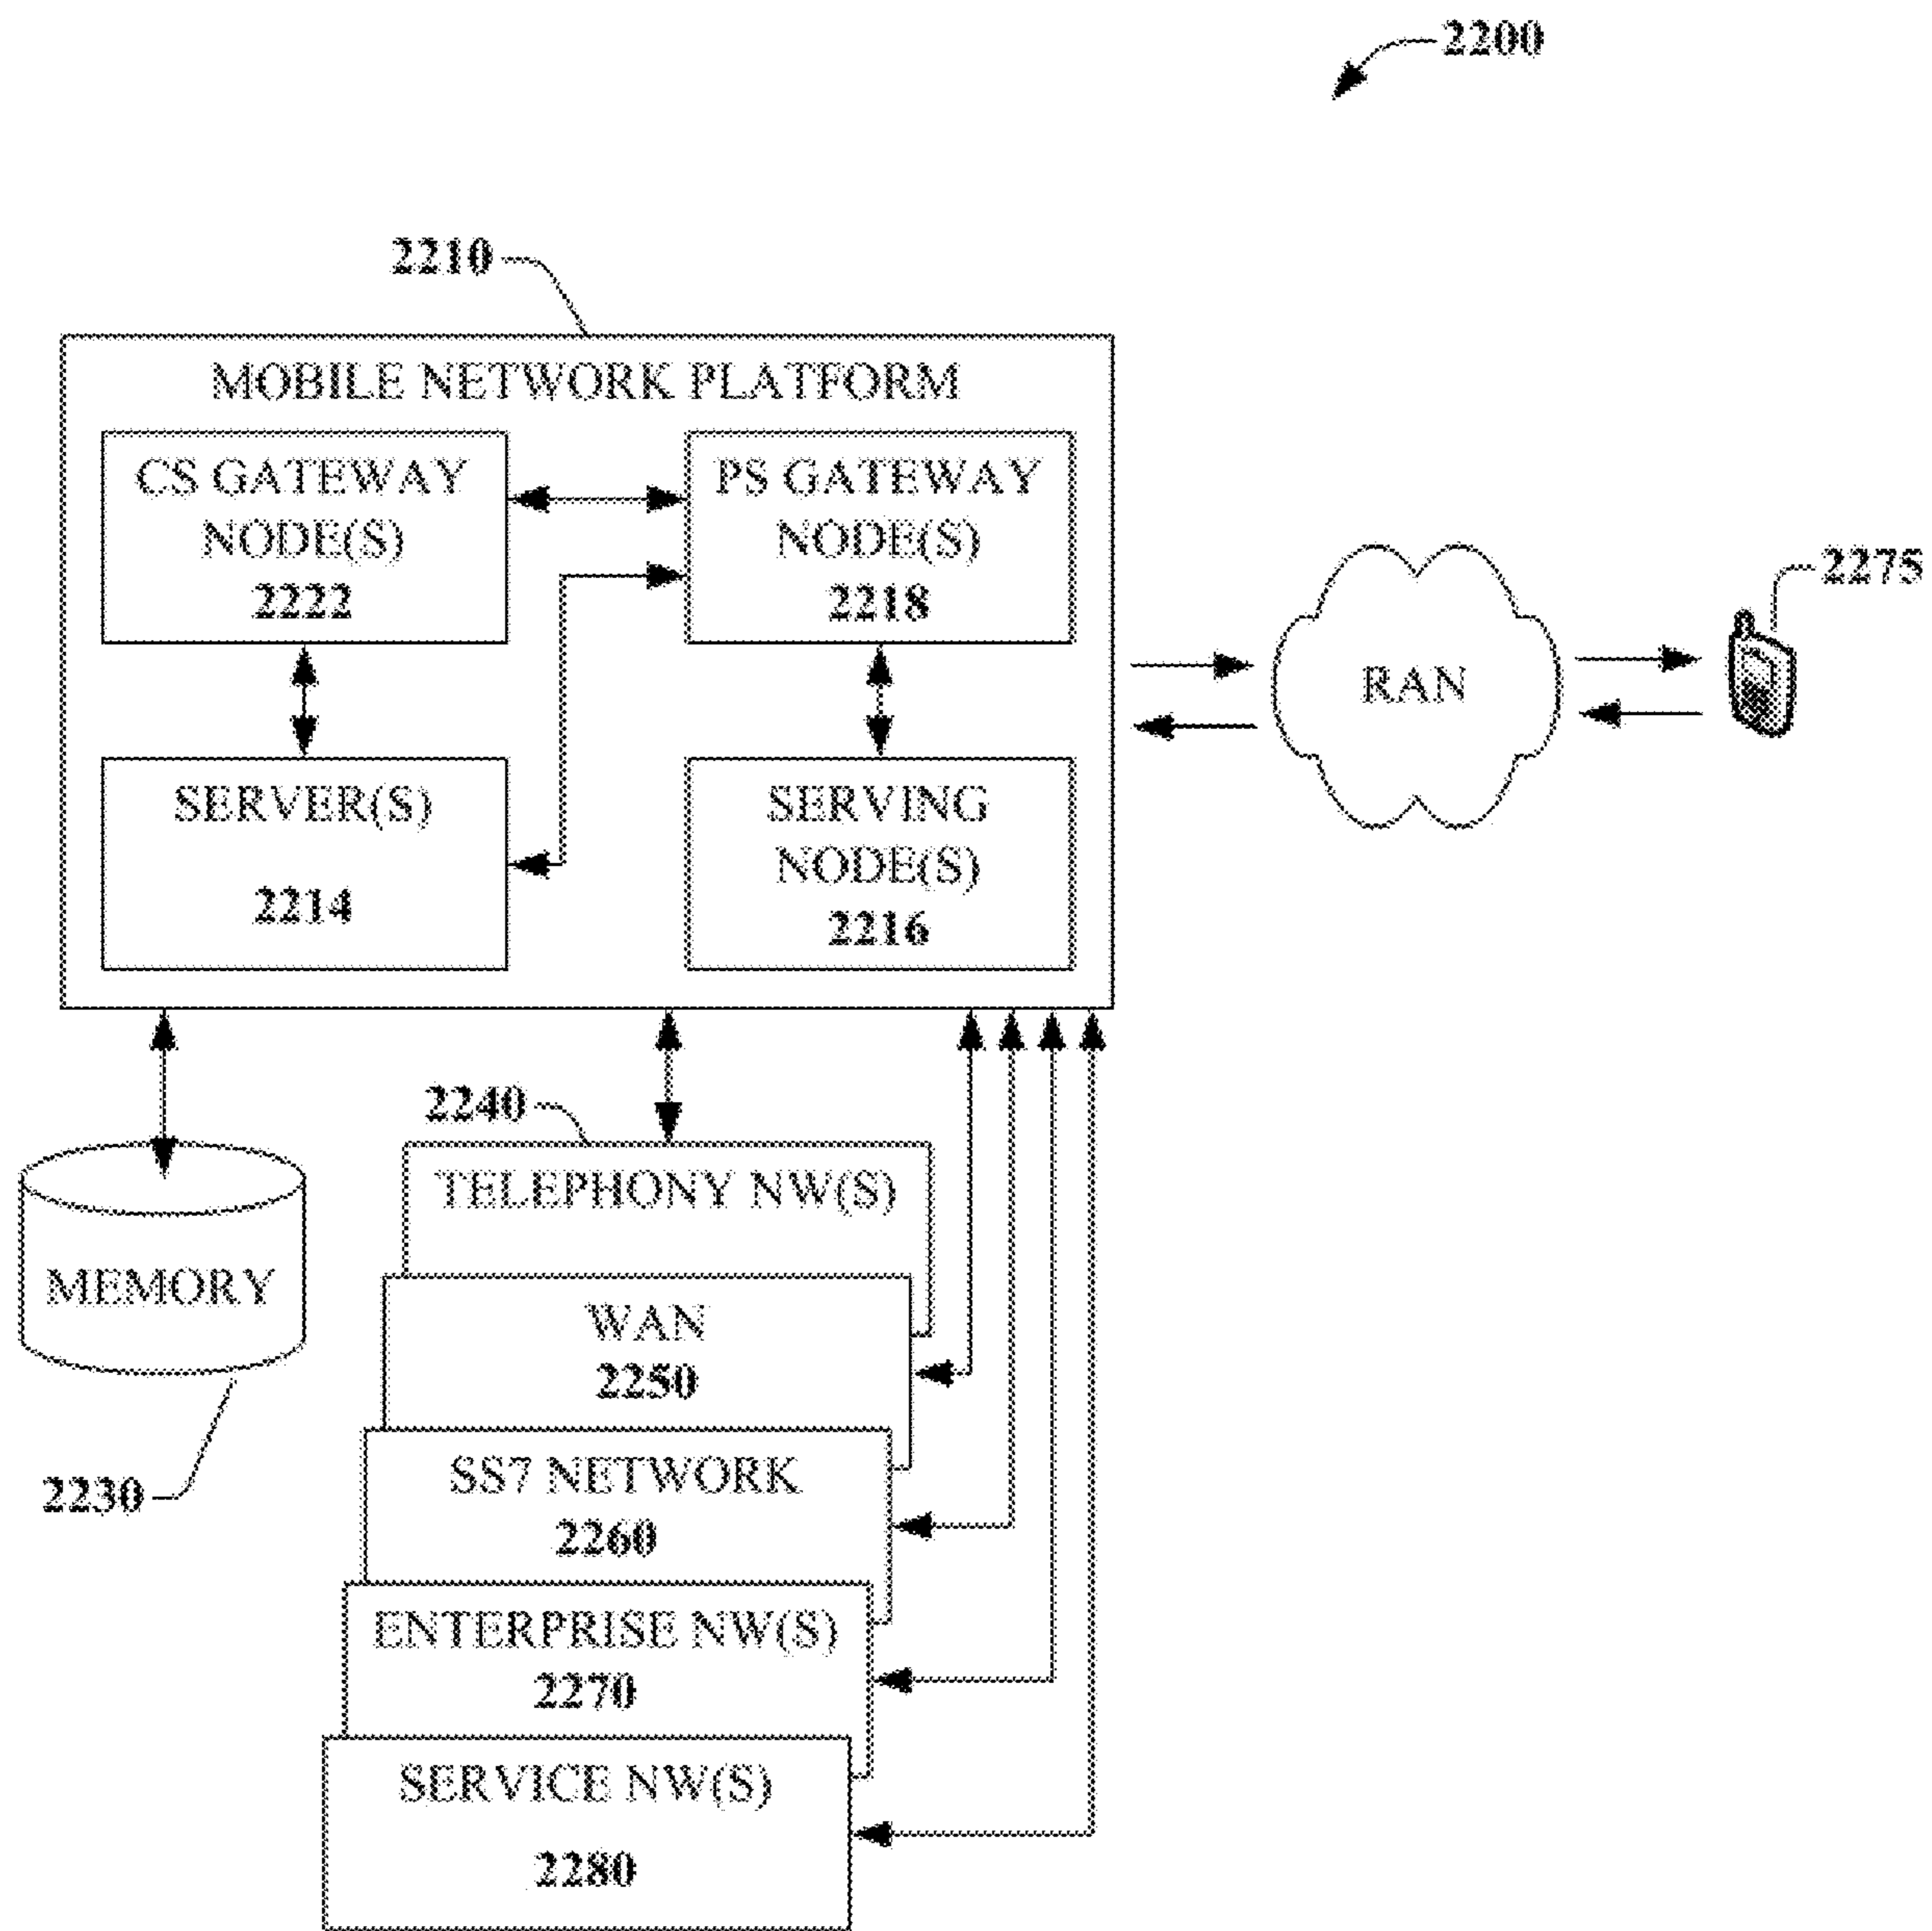 2200
2210
MOBILE NETWORK PLATFORM
CS GATEWAY
NODE(S)
2222
PS GATEWAY
NODE(S)
2218
2275
RAN
SERVER(S)
2214
SERVING
NODE(S)
2216
2240
TELEPHONY NW(S)
MEMORY
2230
WAN
2250
SS7 NETWORK
2260
ENTERPRISE NW(S)
2270
SERVICE NW(S)
2280